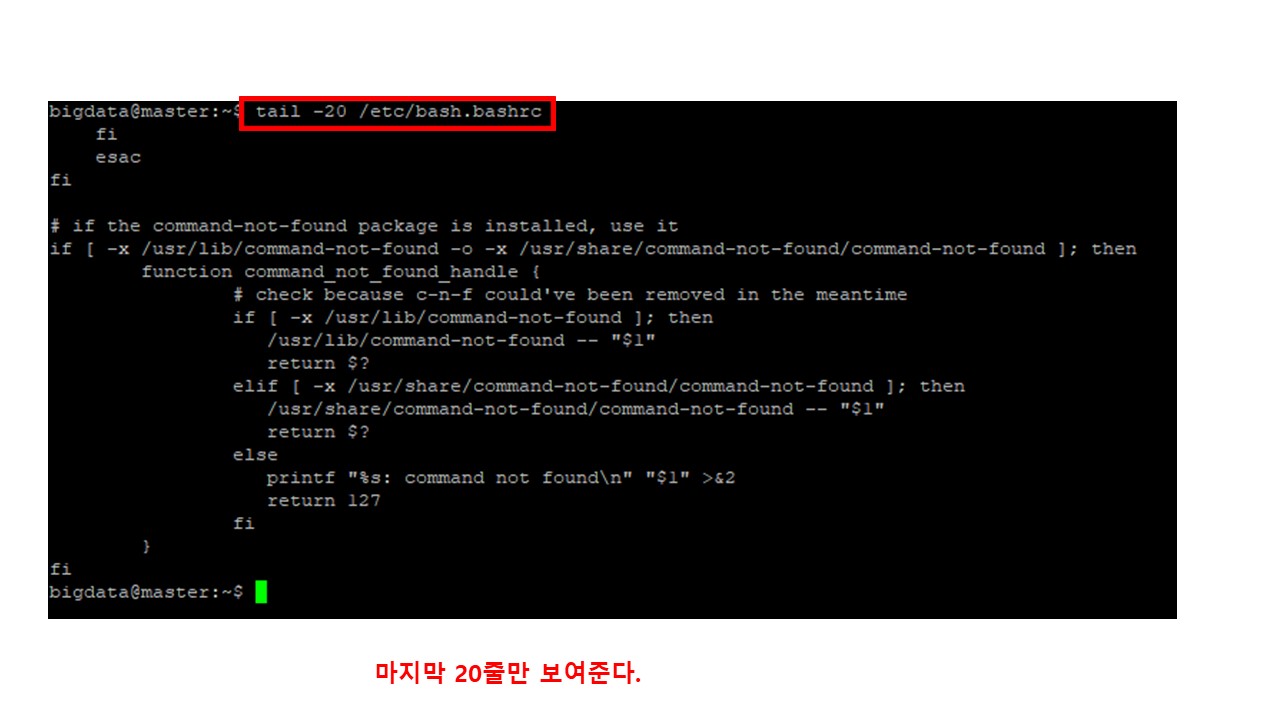 bigdata@master:~$ tail -20 /etc/bash.bashrc
    fi
    esac
fi

# if the command-not-found package is installed, use it
if [ -x /usr/lib/command-not-found -o -x /usr/share/command-not-found/command-not-found ]; then
        function command_not_found_handle {
                # check because c-n-f could've been removed in the meantime
                if [ -x /usr/lib/command-not-found ]; then
                   /usr/lib/command-not-found -- "$1"
                   return $?
                elif [ -x /usr/share/command-not-found/command-not-found ]; then
                   /usr/share/command-not-found/command-not-found -- "$1"
                   return $?
                else
                   printf "%s: command not found\n" "$1" >&2
                   return 127
                fi
        }
fi
bigdata@master:~$
마지막 20줄만 보여준다.